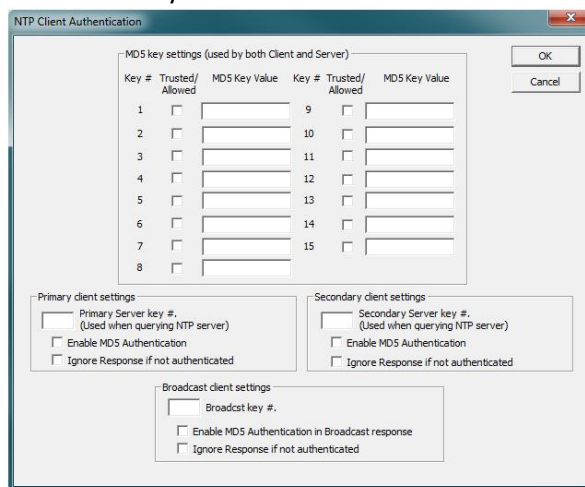 NTP Client Authentication
MD5 key settings (used by both Client and Server)
OK
Cancel
Key # Trusted/ MD5 Key Value Key # Trusted/ MD5 Key Value
Allowed Allowed
1 9
2 10
3 11
4 12
5 13
6 14
7 15
8
Primary client settings
Primary Server key #.
(Used when querying NTP server)
Enable MD5 Authentication
Ignore Response if not authenticated
Secondary client settings
Secondary Server key #.
(Used when querying NTP server)
Enable MD5 Authentication
Ignore Response if not authenticated
Broadcast client settings
Broadcst key #.
Enable MD5 Authentication in Broadcast response
Ignore Response if not authenticated